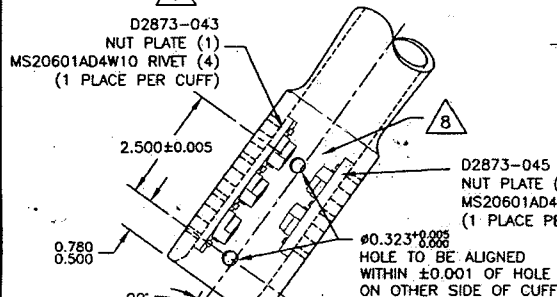 D2873-043
NUT PLATE (1)
MS20601AD4W10 RIVET (4)
(1 PLACE PER CUFF)
2.500±0.005
8
D2873-045
NUT PLATE (
MS20601AD4
(1 PLACE PE
0.780
0.500
ø0.323+0.005
0.000
HOLE TO BE ALIGNED
WITHIN ±0.001 OF HOLE
ON OTHER SIDE OF CUFF